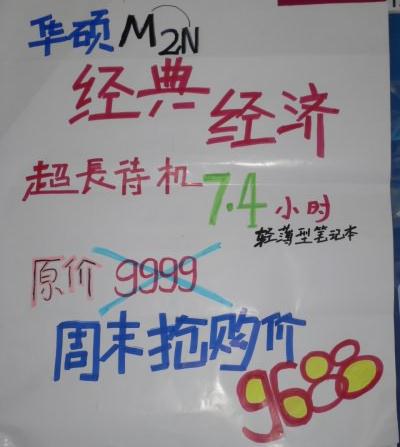 华硕M2N
经典经济
超長待机7.4小时
轻薄型笔记本
原价 9999
周末抢购价
9688